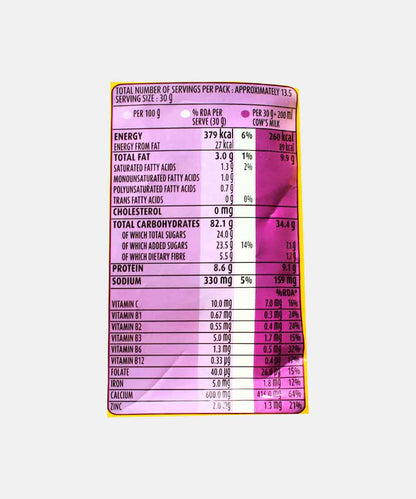 TOTAL NUMBER OF SERVINGS PER PACK : APPROXIMATELY 13.5
SERVING SIZE : 30 g
PER 100 g % RDA PER SERVE (30 g) PER 30 g + 200 ml COW'S MILK
ENERGY 379 kcal 6% 260 kcal
ENERGY FROM FAT 27 kcal 89 kcal
TOTAL FAT 3.0 g 1% 9.9 g
SATURATED FATTY ACIDS 1.3 g 2%
MONOUNSATURATED FATTY ACIDS 1.0 g
POLYUNSATURATED FATTY ACIDS 0.7 g
TRANS FATTY ACIDS 0 g 0%
CHOLESTEROL 0 mg
TOTAL CARBOHYDRATES 82.1 g 34.4 g
OF WHICH TOTAL SUGARS 24.0 g
OF WHICH ADDED SUGARS 23.5 g 14% 7.1 g
OF WHICH DIETARY FIBRE 5.5 g
PROTEIN 8.6 g 9.1 g
SODIUM 330 mg 5% 159 mg
%RDA*
VITAMIN C 10.0 mg 7.0 mg 16%
VITAMIN B1 0.67 mg 0.3 mg
VITAMIN B2 0.55 mg 0.4 mg 24%
VITAMIN B3 5.0 mg 1.7 mg 15%
VITAMIN B6 1.3 mg 0.5 mg 32%
VITAMIN B12 0.33 µg 0.4 µg
FOLATE 40.0 µg 15%
IRON 5.0 mg 1.8 mg 12%
CALCIUM 600.0 mg 64%
ZINC 1.3 mg 21%